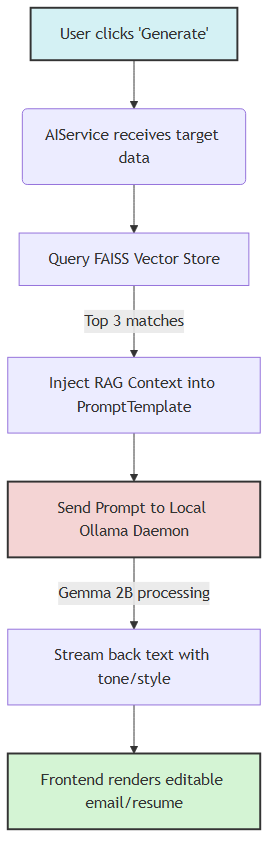 User clicks 'Generate'
AIService receives target
data
Query FAISS Vector Store
Top 3 matches
Inject RAG Context into
PromptTemplate
Send Prompt to Local
Ollama Daemon
Gemma 2B processing
Stream back text with
tone/style
Frontend renders editable
email/resume